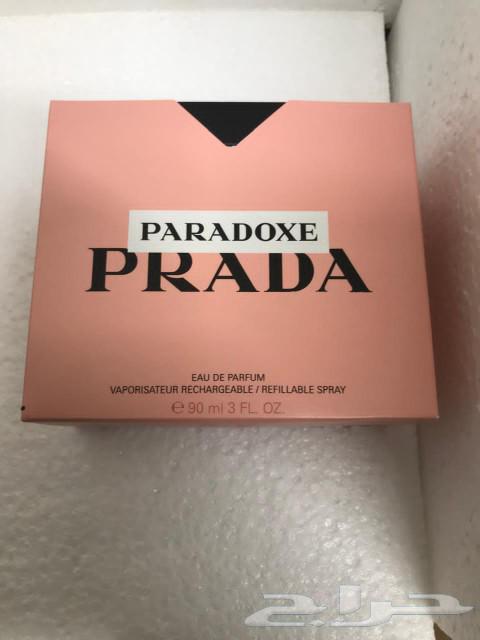 PARADOXE
PRADA
EAU DE PARFUM
VAPORISATEUR RECHARGEABLE / REFILLABLE SPRAY
℮ 90 ml 3 FL. OZ.
حراج